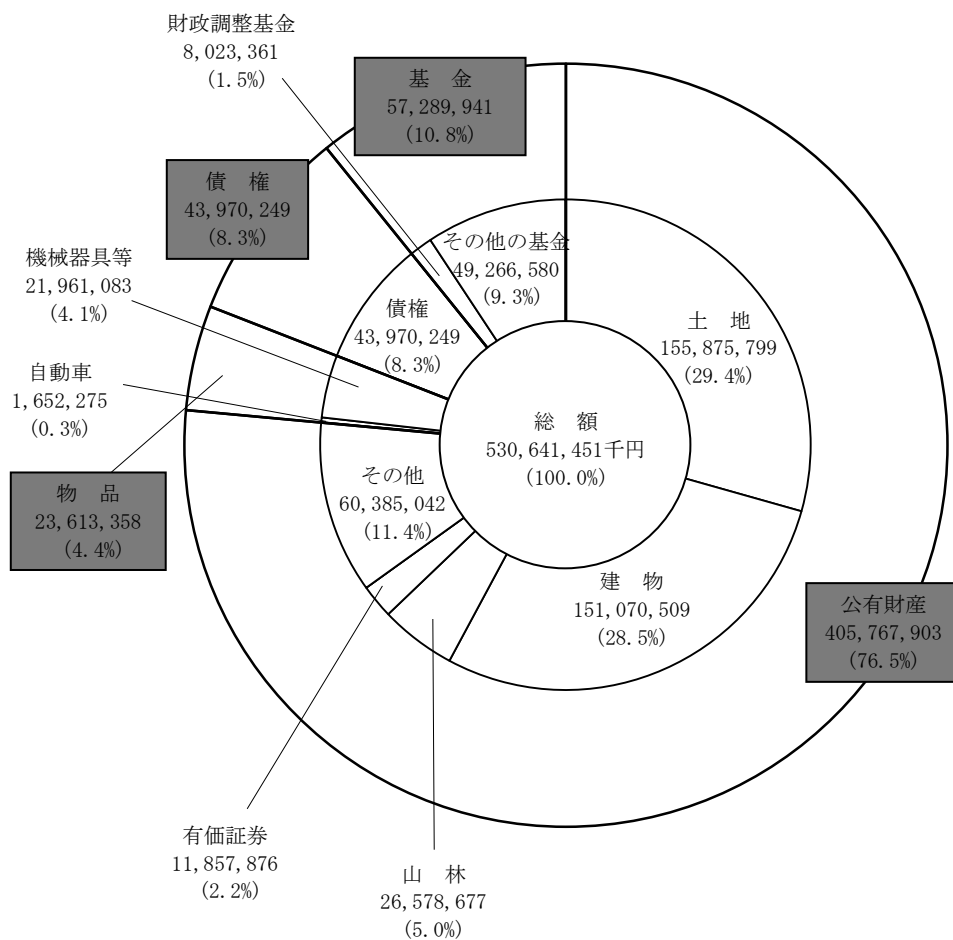 財政調整基金
8,023,361
(1.5%)
基　金
57,289,941
(10.8%)
債　権
43,970,249
(8.3%)
機械器具等
21,961,083
(4.1%)
自動車
1,652,275
(0.3%)
物　品
23,613,358
(4.4%)
その他の基金
49,266,580
(9.3%)
債権
43,970,249
(8.3%)
土　地
155,875,799
(29.4%)
総　額
530,641,451千円
(100.0%)
その他
60,385,042
(11.4%)
建　物
151,070,509
(28.5%)
公有財産
405,767,903
(76.5%)
有価証券
11,857,876
(2.2%)
山　林
26,578,677
(5.0%)